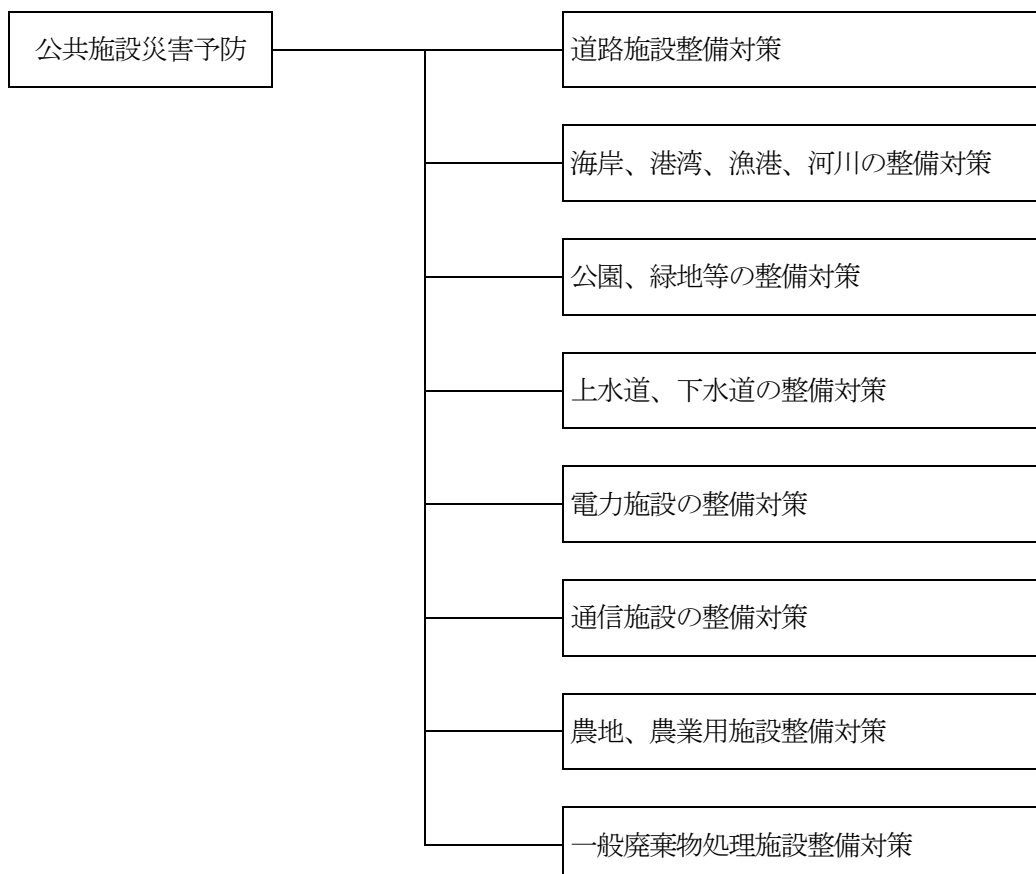 公共施設災害予防
道路施設整備対策
海岸、港湾、漁港、河川の整備対策
公園、緑地等の整備対策
上水道、下水道の整備対策
電力施設の整備対策
通信施設の整備対策
農地、農業用施設整備対策
一般廃棄物処理施設整備対策